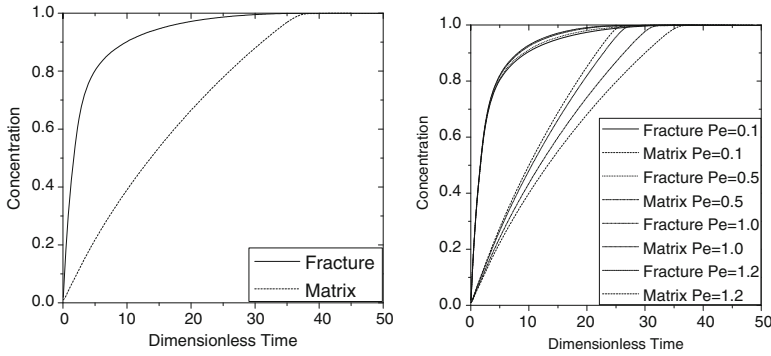 1.0
0.8
0.6
0.4
0.2
0.0
Concentration
Fracture
Matrix
0 10 20 30 40 50
Dimensionless Time
1.0
0.8
0.6
0.4
0.2
0.0
Concentration
Fracture Pe=0.1
Matrix Pe=0.1
Fracture Pe=0.5
Matrix Pe=0.5
Fracture Pe=1.0
Matrix Pe=1.0
Fracture Pe=1.2
Matrix Pe=1.2
0 10 20 30 40 50
Dimensionless Time